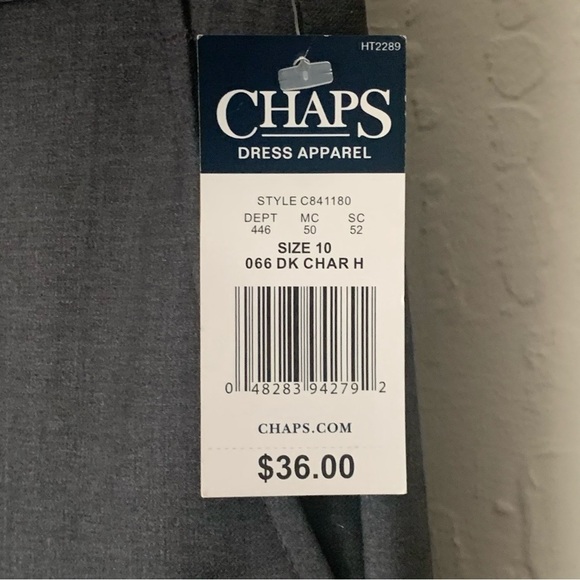 HT2289
CHAPS
DRESS APPAREL
STYLE C841180
DEPT MC SC
446 50 52
SIZE 10
066 DK CHAR H
0 48283 94279 2
CHAPS.COM
$36.00